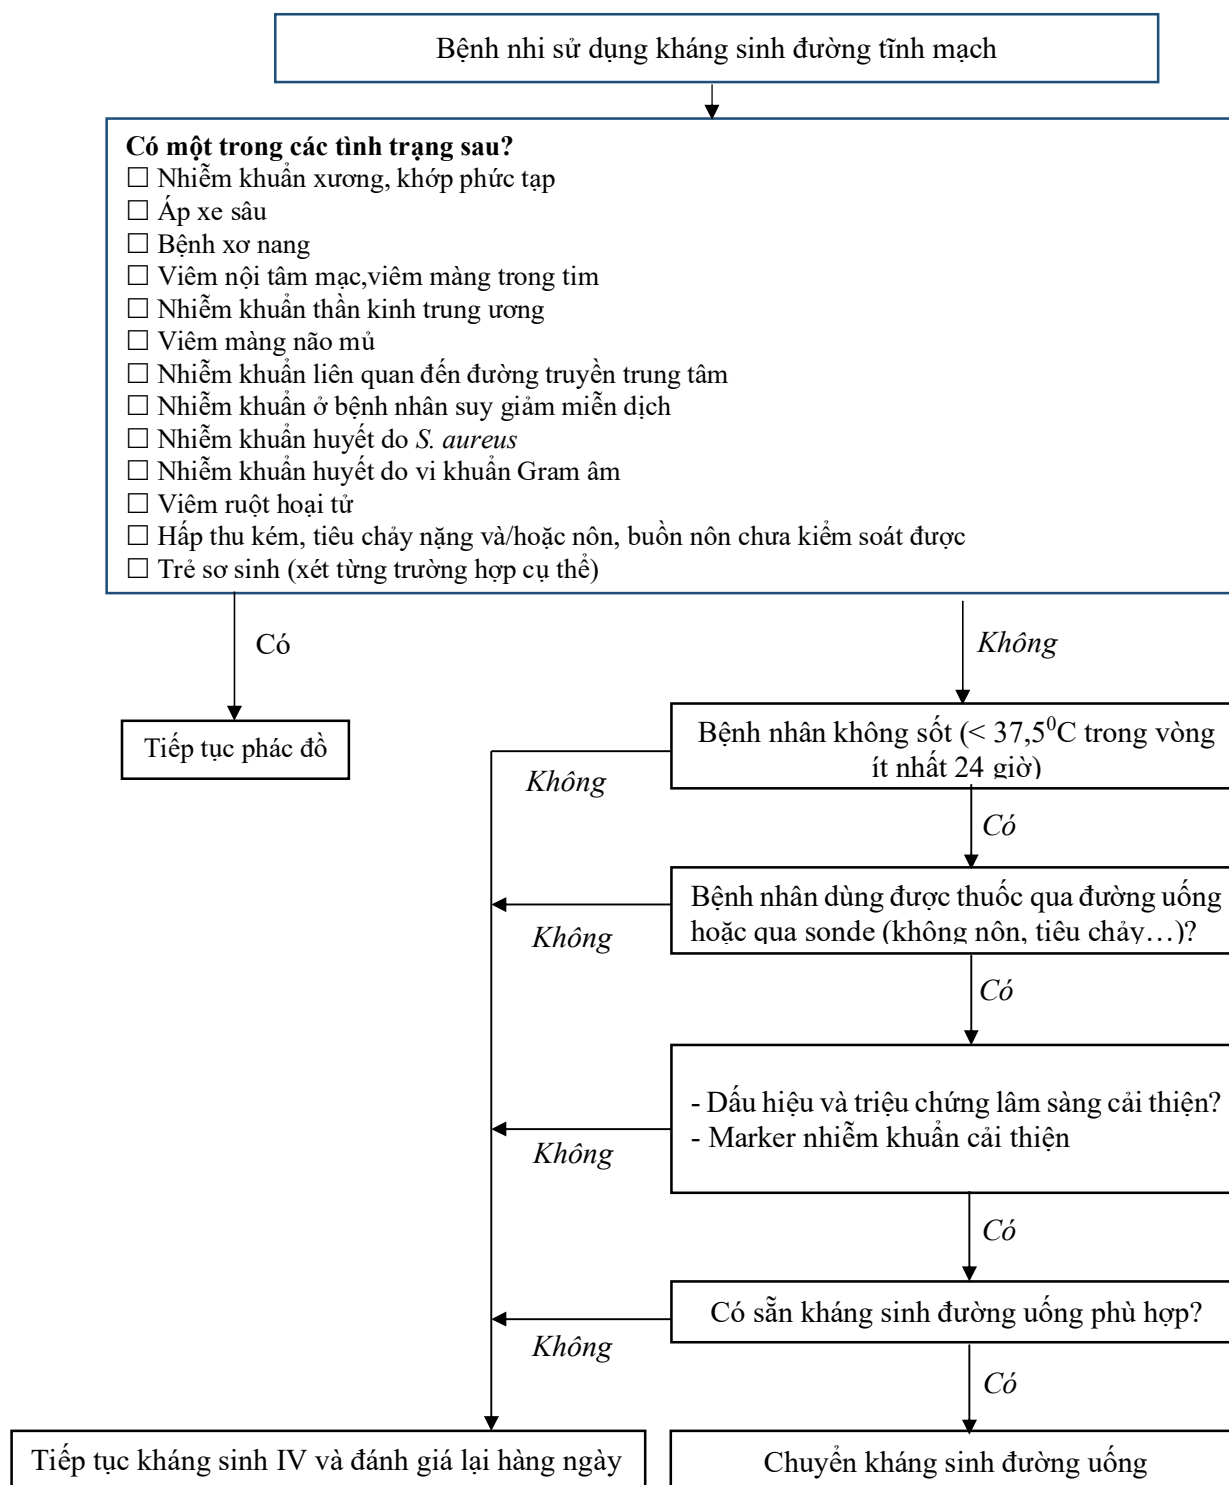 Bệnh nhi sử dụng kháng sinh đường tĩnh mạch
Có một trong các tình trạng sau?
☐ Nhiễm khuẩn xương, khớp phức tạp
☐ Áp xe sâu
☐ Bệnh xơ nang
☐ Viêm nội tâm mạc,viêm màng trong tim
☐ Nhiễm khuẩn thần kinh trung ương
☐ Viêm màng não mủ
☐ Nhiễm khuẩn liên quan đến đường truyền trung tâm
☐ Nhiễm khuẩn ở bệnh nhân suy giảm miễn dịch
☐ Nhiễm khuẩn huyết do S. aureus
☐ Nhiễm khuẩn huyết do vi khuẩn Gram âm
☐ Viêm ruột hoại tử
☐ Hấp thu kém, tiêu chảy nặng và/hoặc nôn, buồn nôn chưa kiểm soát được
☐ Trẻ sơ sinh (xét từng trường hợp cụ thể)
Có
Không
Tiếp tục phác đồ
Bệnh nhân không sốt (< 37,5⁰C trong vòng
ít nhất 24 giờ)
Không
Có
Bệnh nhân dùng được thuốc qua đường uống
hoặc qua sonde (không nôn, tiêu chảy…)?
Không
Có
- Dấu hiệu và triệu chứng lâm sàng cải thiện?
- Marker nhiễm khuẩn cải thiện
Không
Có
Có sẵn kháng sinh đường uống phù hợp?
Không
Có
Tiếp tục kháng sinh IV và đánh giá lại hàng ngày
Chuyển kháng sinh đường uống